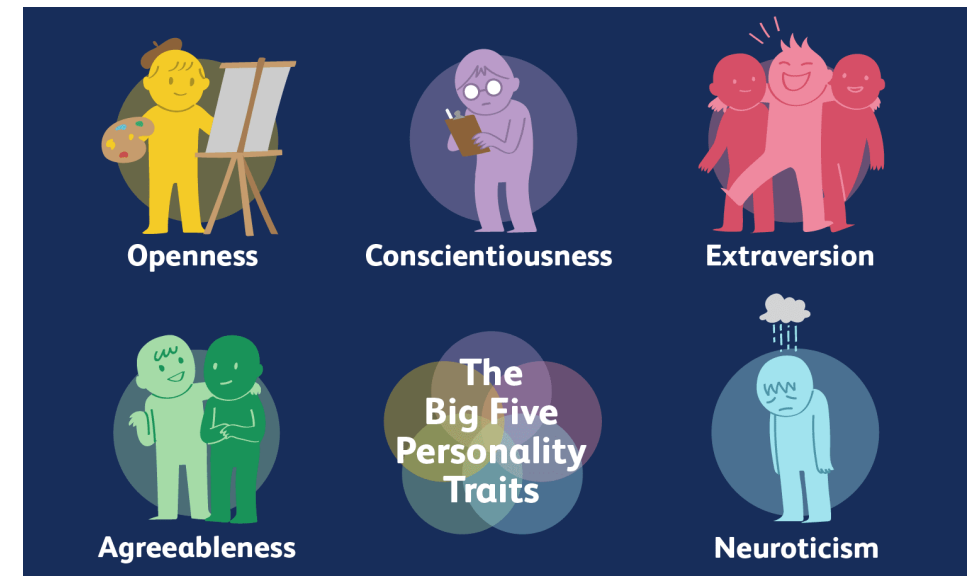 Openness
Conscientiousness
Extraversion
The
Big Five
Personality
Traits
Agreeableness
Neuroticism